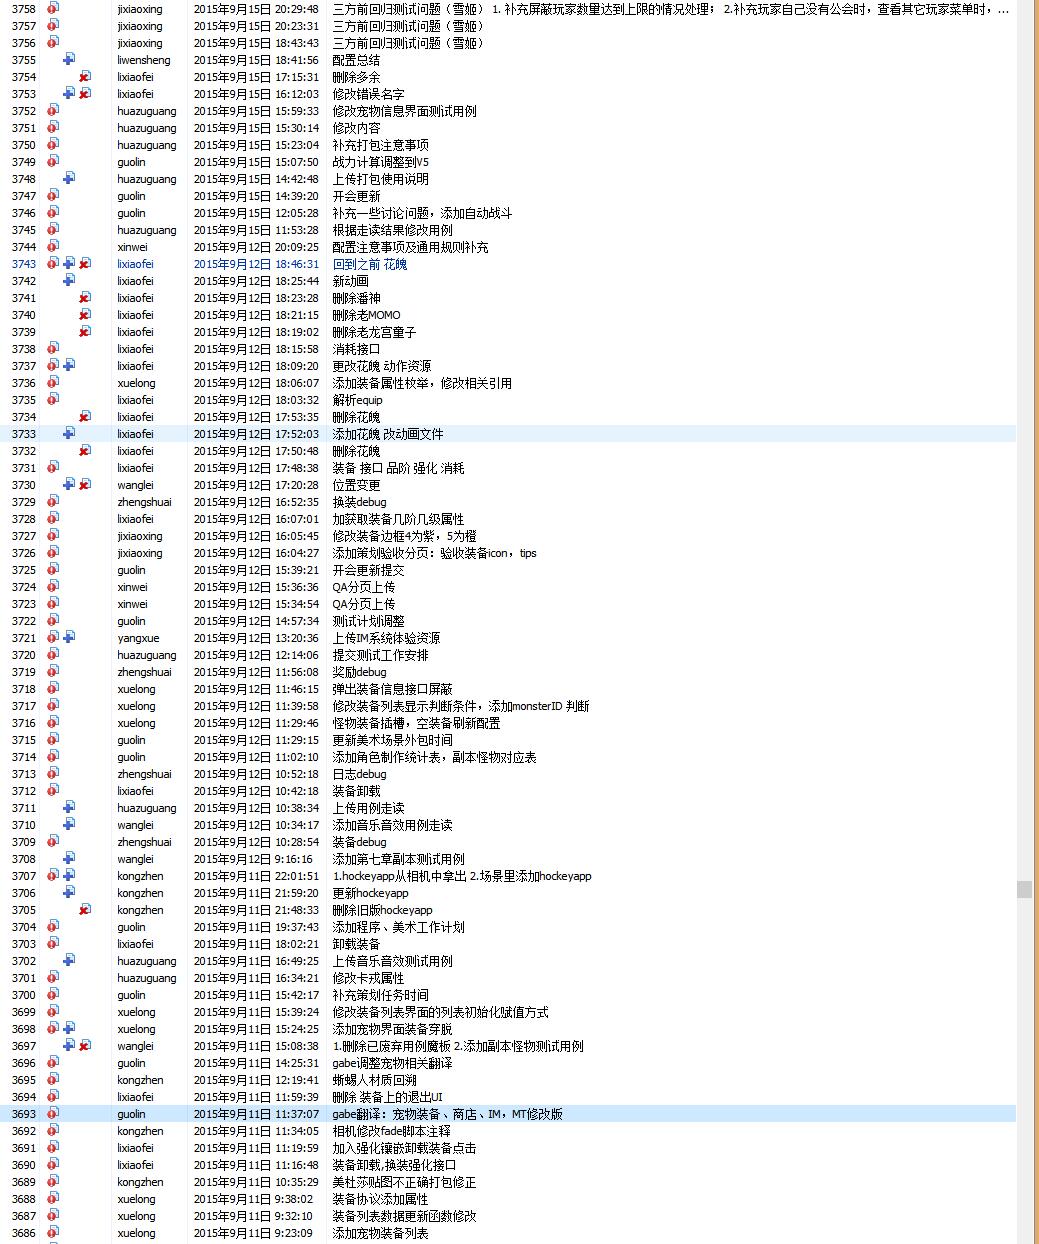 3758 jixiaoxing 2015年9月15日 20:29:48 三方前回归测试问题（雪姬） 1. 补充屏蔽玩家数量达到上限的情况处理； 2.补充玩家自己没有公会时，查看其它玩家菜单时，...
3757 jixiaoxing 2015年9月15日 20:23:31 三方前回归测试问题（雪姬）
3756 jixiaoxing 2015年9月15日 18:43:43 三方前回归测试问题（雪姬）
3755 liwensheng 2015年9月15日 18:41:56 配置总结
3754 lixiaofei 2015年9月15日 17:15:31 删除多余
3753 lixiaofei 2015年9月15日 16:12:03 修改错误名字
3752 huazuguang 2015年9月15日 15:59:33 修改宠物信息界面测试用例
3751 huazuguang 2015年9月15日 15:30:14 修改内容
3750 huazuguang 2015年9月15日 15:23:04 补充打包注意事项
3749 guolin 2015年9月15日 15:07:50 战力计算调整到V5
3748 huazuguang 2015年9月15日 14:42:48 上传打包使用说明
3747 guolin 2015年9月15日 14:39:20 开会更新
3746 guolin 2015年9月15日 12:05:28 补充一些讨论问题，添加自动战斗
3745 huazuguang 2015年9月15日 11:53:28 根据走读结果修改用例
3744 xinwei 2015年9月12日 20:09:25 配置注意事项及通用规则补充
3743 lixiaofei 2015年9月12日 18:46:31 回到之前 花魄
3742 lixiaofei 2015年9月12日 18:25:44 新动画
3741 lixiaofei 2015年9月12日 18:23:28 删除潘神
3740 lixiaofei 2015年9月12日 18:21:15 删除老MOMO
3739 lixiaofei 2015年9月12日 18:19:02 删除老龙宫童子
3738 lixiaofei 2015年9月12日 18:15:58 消耗接口
3737 lixiaofei 2015年9月12日 18:09:20 更改花魄 动作资源
3736 xuelong 2015年9月12日 18:06:07 添加装备属性枚举，修改相关引用
3735 lixiaofei 2015年9月12日 18:03:32 解析equip
3734 lixiaofei 2015年9月12日 17:53:35 删除花魄
3733 lixiaofei 2015年9月12日 17:52:03 添加花魄 改动画文件
3732 lixiaofei 2015年9月12日 17:50:48 删除花魄
3731 lixiaofei 2015年9月12日 17:48:38 装备 接口 品阶 强化 消耗
3730 wanglei 2015年9月12日 17:20:28 位置变更
3729 zhengshuai 2015年9月12日 16:52:35 换装debug
3728 lixiaofei 2015年9月12日 16:07:01 加获取装备几阶几级属性
3727 jixiaoxing 2015年9月12日 16:05:45 修改装备边框4为紫，5为橙
3726 jixiaoxing 2015年9月12日 16:04:27 添加策划验收分页：验收装备icon，tips
3725 guolin 2015年9月12日 15:39:21 开会更新提交
3724 xinwei 2015年9月12日 15:36:36 QA分页上传
3723 xinwei 2015年9月12日 15:34:54 QA分页上传
3722 guolin 2015年9月12日 14:57:34 测试计划调整
3721 yangxue 2015年9月12日 13:20:36 上传IM系统体验资源
3720 huazuguang 2015年9月12日 12:14:06 提交测试工作安排
3719 zhengshuai 2015年9月12日 11:56:08 奖励debug
3718 xuelong 2015年9月12日 11:46:15 弹出装备信息接口屏蔽
3717 xuelong 2015年9月12日 11:39:58 修改装备列表显示判断条件，添加monsterID 判断
3716 xuelong 2015年9月12日 11:29:46 怪物装备插槽，空装备刷新配置
3715 guolin 2015年9月12日 11:29:15 更新美术场景外包时间
3714 guolin 2015年9月12日 11:02:10 添加角色制作统计表，副本怪物对应表
3713 zhengshuai 2015年9月12日 10:52:18 日志debug
3712 lixiaofei 2015年9月12日 10:42:18 装备卸载
3711 huazuguang 2015年9月12日 10:38:34 上传用例走读
3710 wanglei 2015年9月12日 10:34:17 添加音乐音效用例走读
3709 zhengshuai 2015年9月12日 10:28:54 装备debug
3708 wanglei 2015年9月12日 9:16:16 添加第七章副本测试用例
3707 kongzhen 2015年9月11日 22:01:51 1.hockeyapp从相机中拿出 2.场景里添加hockeyapp
3706 kongzhen 2015年9月11日 21:59:20 更新hockeyapp
3705 kongzhen 2015年9月11日 21:48:33 删除旧版hockeyapp
3704 guolin 2015年9月11日 19:37:43 添加程序、美术工作计划
3703 lixiaofei 2015年9月11日 18:02:21 卸载装备
3702 huazuguang 2015年9月11日 16:49:25 上传音乐音效测试用例
3701 huazuguang 2015年9月11日 16:34:21 修改卡戎属性
3700 guolin 2015年9月11日 15:42:17 补充策划任务时间
3699 xuelong 2015年9月11日 15:39:24 修改装备列表界面的列表初始化赋值方式
3698 xuelong 2015年9月11日 15:24:25 添加宠物界面装备穿脱
3697 wanglei 2015年9月11日 15:08:38 1.删除已废弃用例魔板 2.添加副本怪物测试用例
3696 guolin 2015年9月11日 14:25:31 gabe调整宠物相关翻译
3695 kongzhen 2015年9月11日 12:19:41 蜥蜴人材质回溯
3694 lixiaofei 2015年9月11日 11:59:39 删除 装备上的退出UI
3693 guolin 2015年9月11日 11:37:07 gabe翻译：宠物装备、商店、IM，MT修改版
3692 kongzhen 2015年9月11日 11:34:05 相机修改fade脚本注释
3691 lixiaofei 2015年9月11日 11:19:59 加入强化镶嵌卸载装备点击
3690 lixiaofei 2015年9月11日 11:16:48 装备卸载,换装强化接口
3689 kongzhen 2015年9月11日 10:35:29 美杜莎贴图不正确打包修正
3688 xuelong 2015年9月11日 9:38:02 装备协议添加属性
3687 xuelong 2015年9月11日 9:32:10 装备列表数据更新函数修改
3686 xuelong 2015年9月11日 9:23:09 添加宠物装备列表